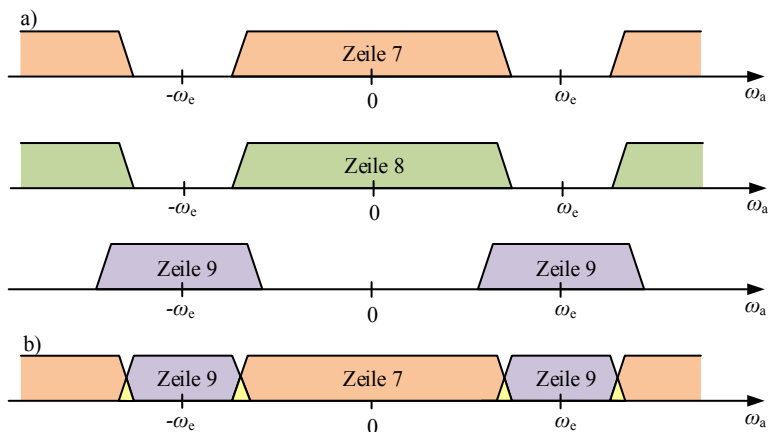 a)
Zeile 7
-ωe 0 ωe ωa
Zeile 8
-ωe 0 ωe ωa
Zeile 9 Zeile 9
-ωe 0 ωe ωa
b)
Zeile 9 Zeile 7 Zeile 9
-ωe 0 ωe ωa